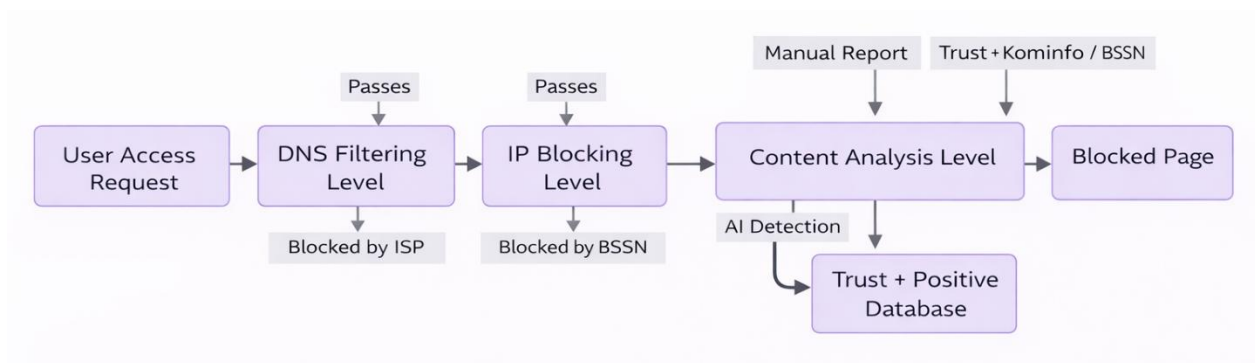 Manual Report
Trust + Kominfo / BSSN
Passes
Passes
User Access
Request
DNS Filtering
Level
IP Blocking
Level
Content Analysis Level
Blocked Page
Blocked by ISP
Blocked by BSSN
AI Detection
Trust + Positive
Database